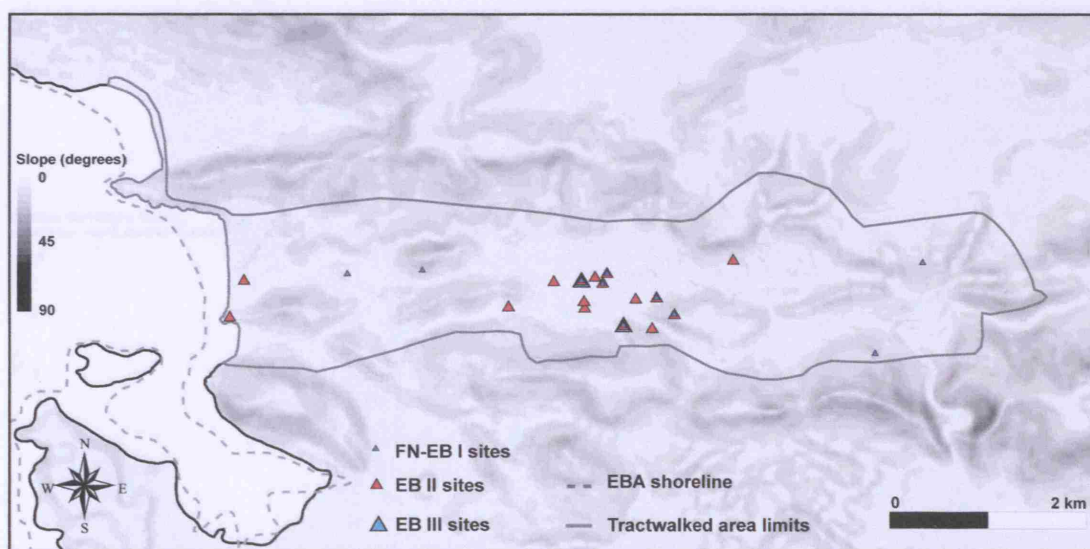 Slope (degrees)
0
45
90
N
W E
S
FN-EB I sites
EB II sites
EB III sites
EBA shoreline
Tractwalked area limits
0 2 km